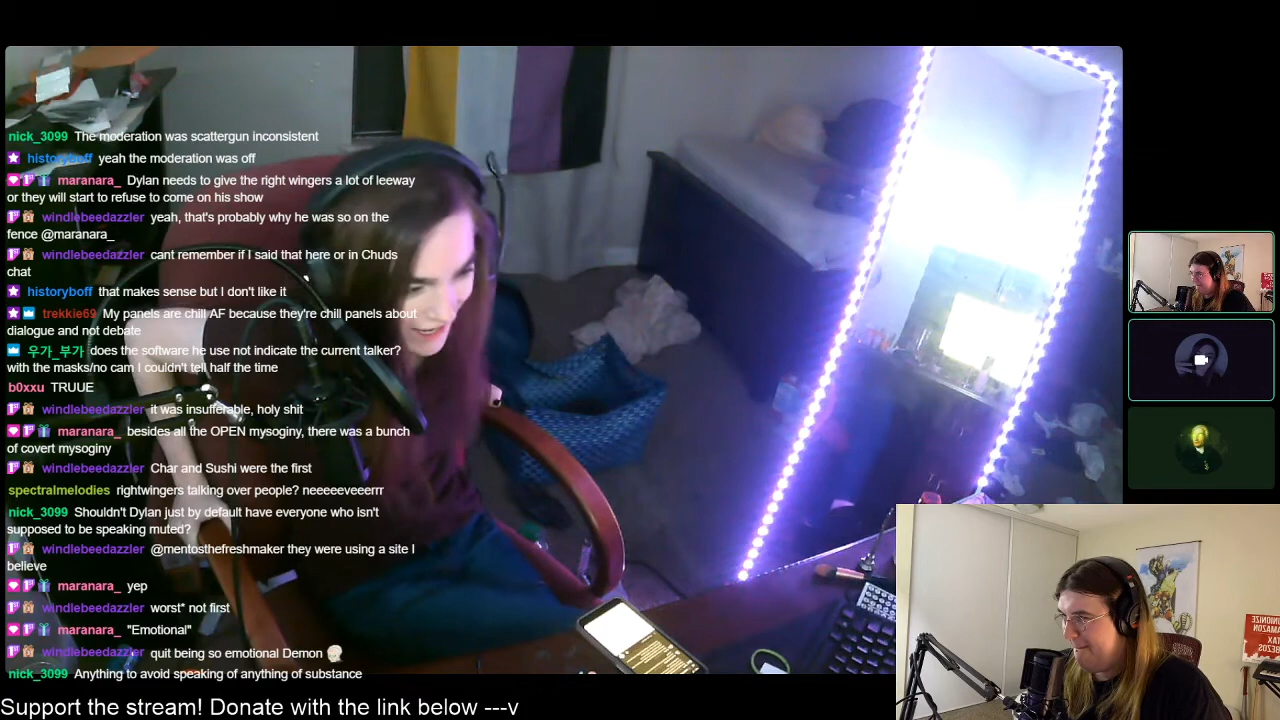 nick_3099 The moderation was scattergun inconsistent
historyboff yeah the moderation was off
maranara_ Dylan needs to give the right wingers a lot of leeway
or they will start to refuse to come on his show
windlebeedazzler yeah, that's probably why he was so on the
fence @maranara_
windlebeedazzler cant remember if I said that here or in Chuds
chat
historyboff that makes sense but I don't like it
trekkie69 My panels are chill AF because they're chill panels about
dialogue and not debate
우가_부가 does the software he use not indicate the current talker?
with the masks/no cam I couldn't tell half the time
b0xxu TRUUE
windlebeedazzler it was insufferable, holy shit
maranara_ besides all the OPEN mysoginy, there was a bunch
of covert mysoginy
windlebeedazzler Char and Sushi were the first
spectralmelodies rightwingers talking over people? neeeeveeerrr
nick_3099 Shouldn't Dylan just by default have everyone who isn't
supposed to be speaking muted?
windlebeedazzler @mentosthefreshmaker they were using a site I
believe
maranara_ yep
windlebeedazzler worst* not first
maranara_ "Emotional"
windlebeedazzler quit being so emotional Demon
nick_3099 Anything to avoid speaking of anything of substance
Support the stream! Donate with the link below ---v
UNIONIZE
AMAZON
BEZOS